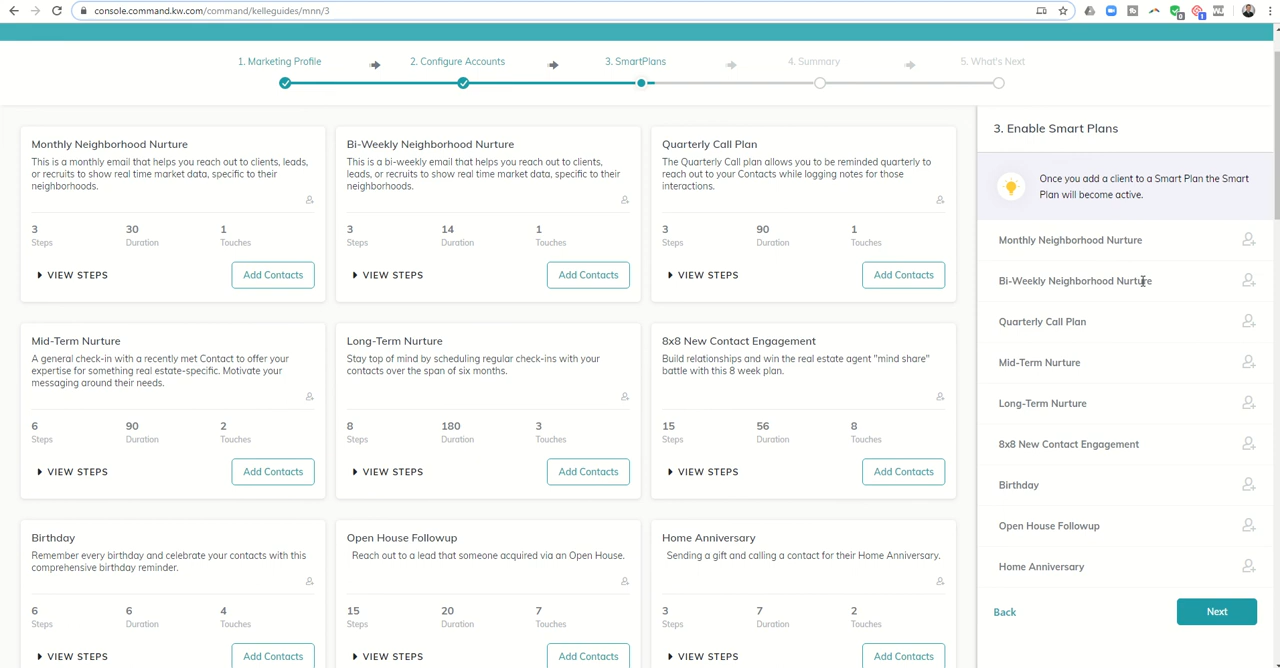 console.command.kw.com/command/kelleguides/mnn/3
1. Marketing Profile
2. Configure Accounts
3. SmartPlans
4. Summary
5. What's Next
Monthly Neighborhood Nurture
This is a monthly email that helps you reach out to clients, leads,
or recruits to show real time market data, specific to their
neighborhoods.
3 30 1
Steps Duration Touches
VIEW STEPS
Add Contacts
Bi-Weekly Neighborhood Nurture
This is a bi-weekly email that helps you reach out to clients,
leads, or recruits to show real time market data, specific to their
neighborhoods.
3 14 1
Steps Duration Touches
VIEW STEPS
Add Contacts
Quarterly Call Plan
The Quarterly Call plan allows you to be reminded quarterly to
reach out to your Contacts while logging notes for those
interactions.
3 90 1
Steps Duration Touches
VIEW STEPS
Add Contacts
Mid-Term Nurture
A general check-in with a recently met Contact to offer your
expertise for something real estate-specific. Motivate your
messaging around their needs.
6 90 2
Steps Duration Touches
VIEW STEPS
Add Contacts
Long-Term Nurture
Stay top of mind by scheduling regular check-ins with your
contacts over the span of six months.
8 180 3
Steps Duration Touches
VIEW STEPS
Add Contacts
8x8 New Contact Engagement
Build relationships and win the real estate agent "mind share"
battle with this 8 week plan.
15 56 8
Steps Duration Touches
VIEW STEPS
Add Contacts
Birthday
Remember every birthday and celebrate your contacts with this
comprehensive birthday reminder.
6 6 4
Steps Duration Touches
VIEW STEPS
Add Contacts
Open House Followup
Reach out to a lead that someone acquired via an Open House.
15 20 7
Steps Duration Touches
VIEW STEPS
Add Contacts
Home Anniversary
Sending a gift and calling a contact for their Home Anniversary.
3 7 2
Steps Duration Touches
VIEW STEPS
Add Contacts
3. Enable Smart Plans
Once you add a client to a Smart Plan the Smart
Plan will become active.
Monthly Neighborhood Nurture
Bi-Weekly Neighborhood Nurture
Quarterly Call Plan
Mid-Term Nurture
Long-Term Nurture
8x8 New Contact Engagement
Birthday
Open House Followup
Home Anniversary
Back
Next